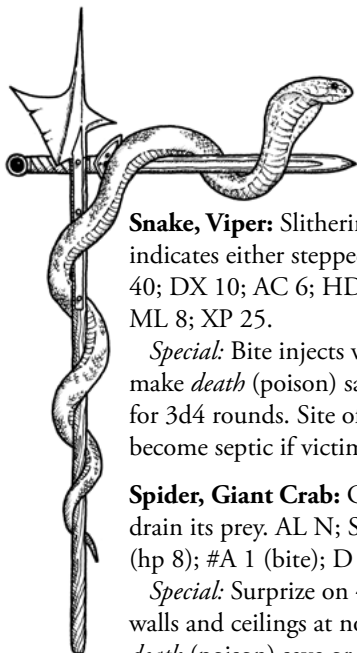 Snake, Viper: Slitherin
indicates either stepped
40; DX 10; AC 6; HD
ML 8; XP 25.
Special: Bite injects v
make death (poison) sa
for 3d4 rounds. Site o
become septic if victim
Spider, Giant Crab:
drain its prey. AL N; S
(hp 8); #A 1 (bite); D
Special: Surprize on
walls and ceilings at no
death (poison) save or